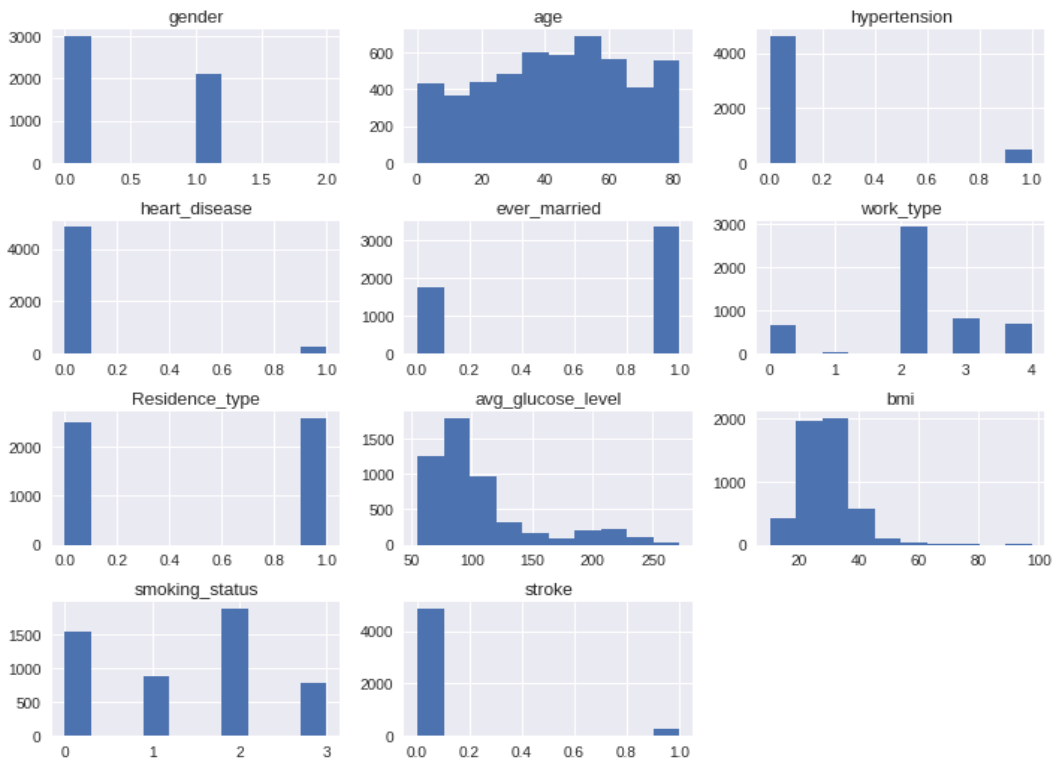 gender
3000
2000
1000
0
0.0 0.5 1.0 1.5 2.0
age
600
400
200
0
0 20 40 60 80
hypertension
4000
2000
0
0.0 0.2 0.4 0.6 0.8 1.0
heart_disease
4000
2000
0
0.0 0.2 0.4 0.6 0.8 1.0
ever_married
3000
2000
1000
0
0.0 0.2 0.4 0.6 0.8 1.0
work_type
3000
2000
1000
0
0 1 2 3 4
Residence_type
2000
1000
0
0.0 0.2 0.4 0.6 0.8 1.0
avg_glucose_level
1500
1000
500
0
50 100 150 200 250
bmi
2000
1000
0
20 40 60 80 100
smoking_status
1500
1000
500
0
0 1 2 3
stroke
4000
2000
0
0.0 0.2 0.4 0.6 0.8 1.0